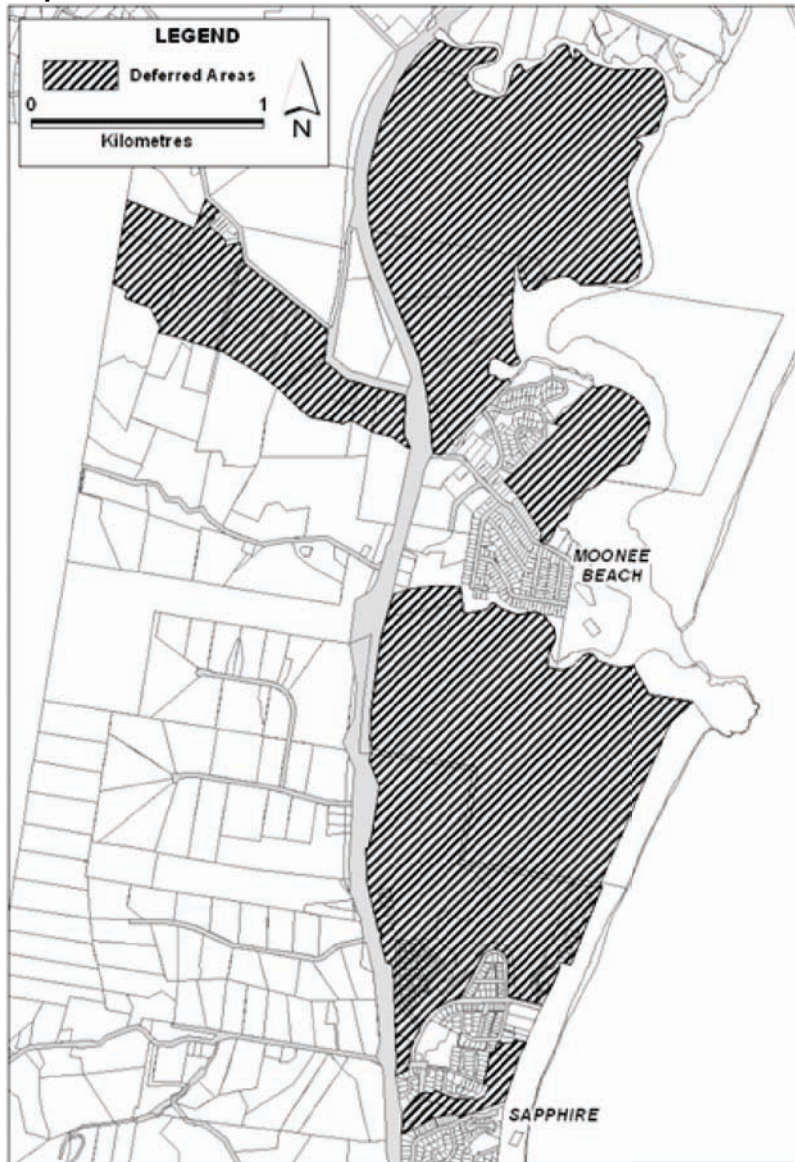 LEGEND
Deferred Areas
0 1
Kilometres
N
MOONEE
BEACH
SAPPHIRE